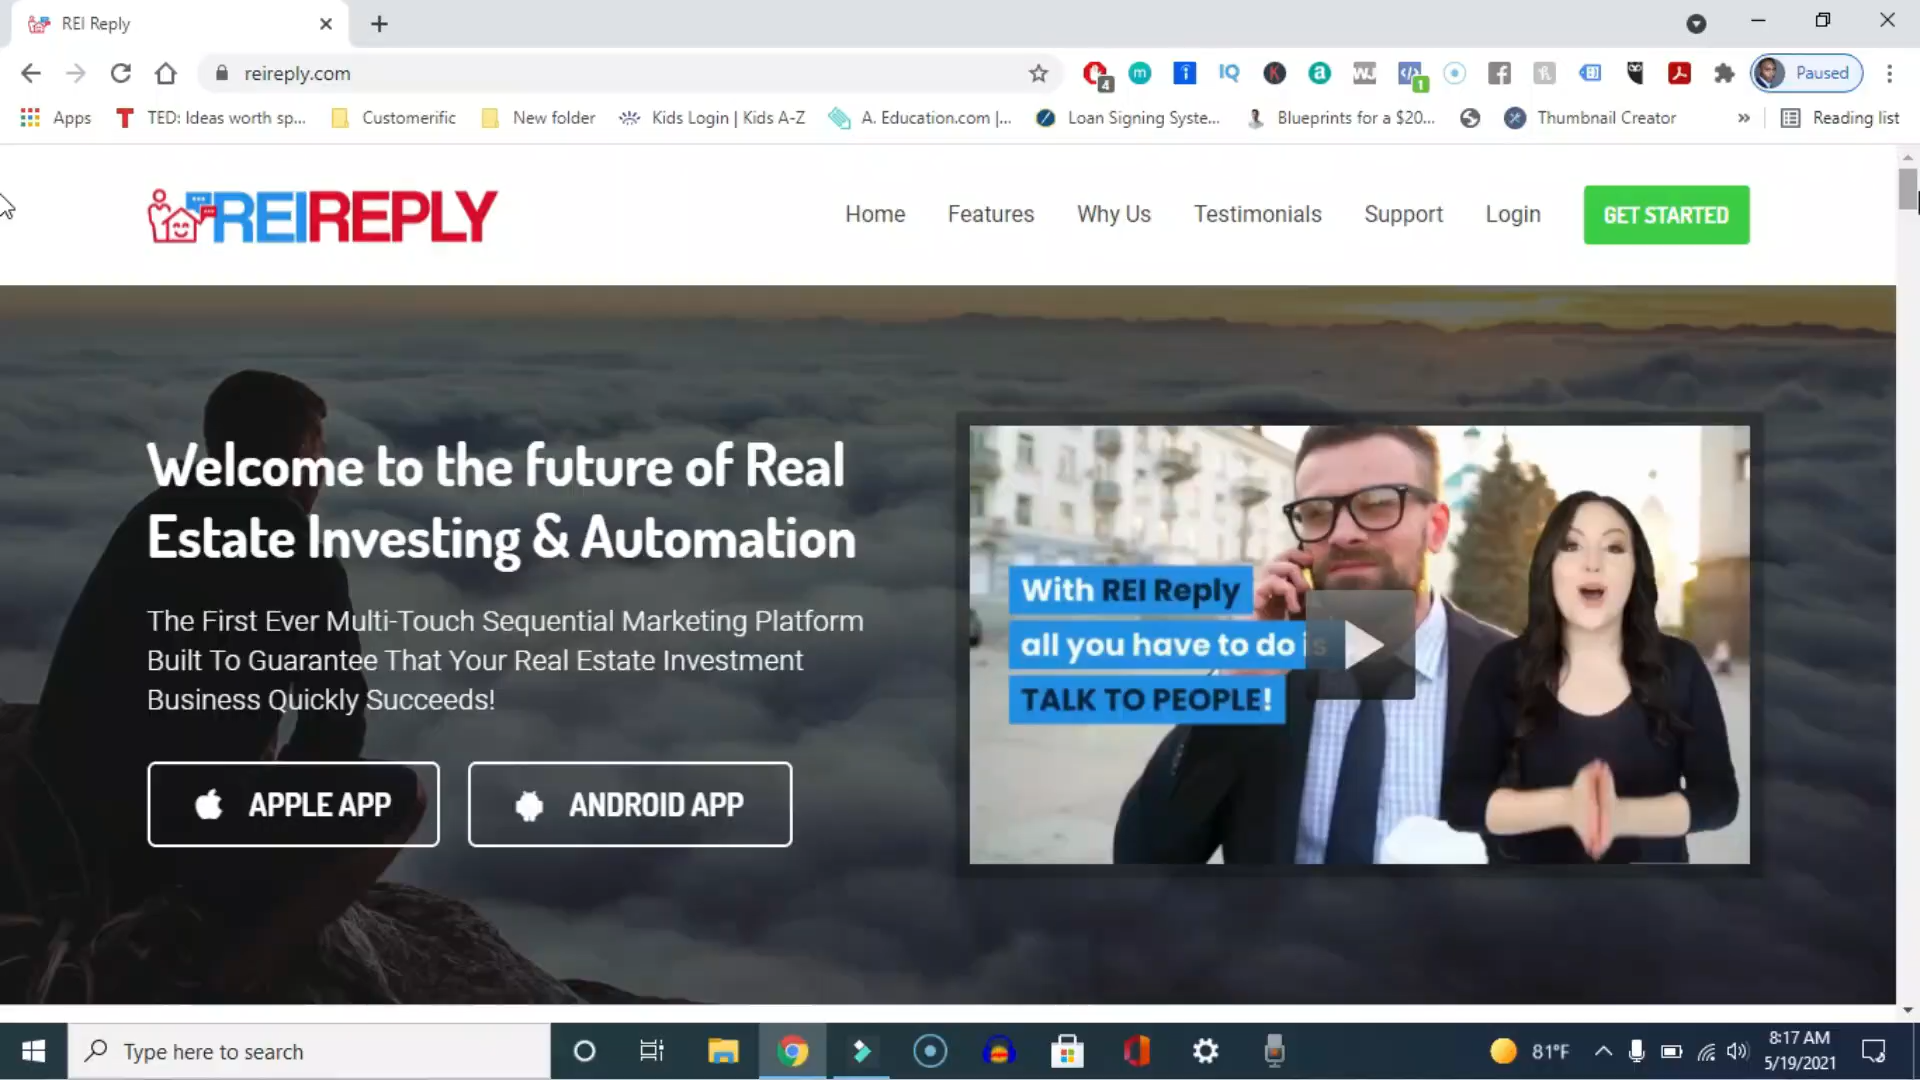 REI Reply
reireply.com
4
m
IQ
K
a
WJ
1
Paused
Apps
TED: Ideas worth sp...
Customerific
New folder
Kids Login | Kids A-Z
A. Education.com |...
Loan Signing Syste...
Blueprints for a $20...
Thumbnail Creator
»
Reading list
REIREPLY
Home
Features
Why Us
Testimonials
Support
Login
GET STARTED
Welcome to the future of Real
Estate Investing & Automation
The First Ever Multi-Touch Sequential Marketing Platform
Built To Guarantee That Your Real Estate Investment
Business Quickly Succeeds!
APPLE APP
ANDROID APP
With REI Reply
all you have to do is
TALK TO PEOPLE!
Type here to search
81°F
8:17 AM
5/19/2021